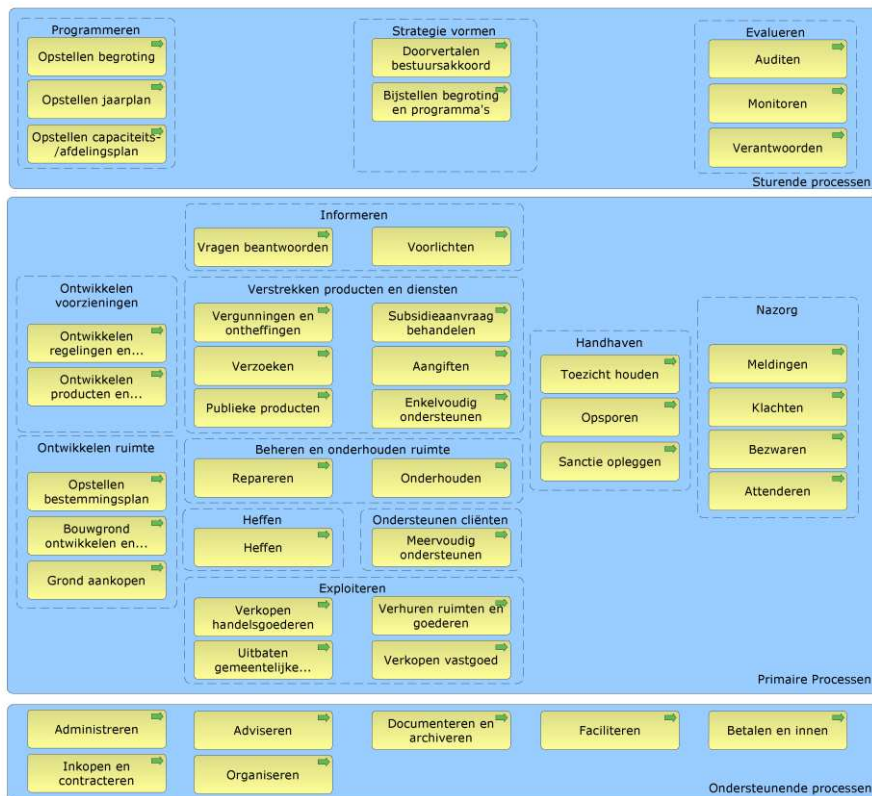 Programmeren
Opstellen begroting
Opstellen jaarplan
Opstellen capaciteits-
/afdelingsplan
Strategie vormen
Doorvertalen
bestuursakkoord
Bijstellen begroting
en programma's
Evalueren
Auditen
Monitoren
Verantwoorden
Sturende processen
Informeren
Vragen beantwoorden
Voorlichten
Ontwikkelen
voorzieningen
Ontwikkelen
regelingen en...
Ontwikkelen
producten en...
Verstrekken producten en diensten
Vergunningen en
ontheffingen
Subsidieaanvraag
behandelen
Verzoeken
Aangiften
Publieke producten
Enkelvoudig
ondersteunen
Handhaven
Toezicht houden
Opsporen
Sanctie opleggen
Nazorg
Meldingen
Klachten
Bezwaren
Attenderen
Ontwikkelen ruimte
Opstellen
bestemmingsplan
Bouwgrond
ontwikkelen en...
Grond aankopen
Beheren en onderhouden ruimte
Repareren
Onderhouden
Heffen
Heffen
Ondersteunen cliënten
Meervoudig
ondersteunen
Exploiteren
Verkopen
handelsgoederen
Verhuren ruimten en
goederen
Uitbaten
gemeentelijke...
Verkopen vastgoed
Primaire Processen
Administreren
Adviseren
Documenteren en
archiveren
Faciliteren
Betalen en innen
Inkopen en
contracteren
Organiseren
Ondersteunende processen